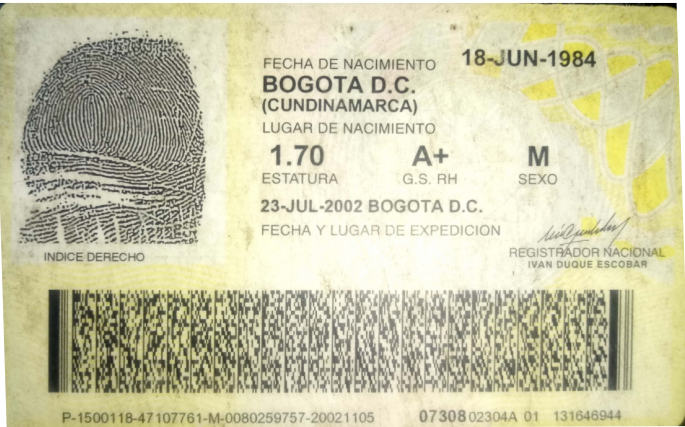 FECHA DE NACIMIENTO 18-JUN-1984
BOGOTA D.C.
(CUNDINAMARCA)
LUGAR DE NACIMIENTO
1.70 A+ M
ESTATURA G.S. RH SEXO
23-JUL-2002 BOGOTA D.C.
FECHA Y LUGAR DE EXPEDICION
INDICE DERECHO
REGISTRADOR NACIONAL
IVAN DUQUE ESCOBAR
P-1500118-47107761-M-0080259757-20021105 07308 02304A 01 131646944